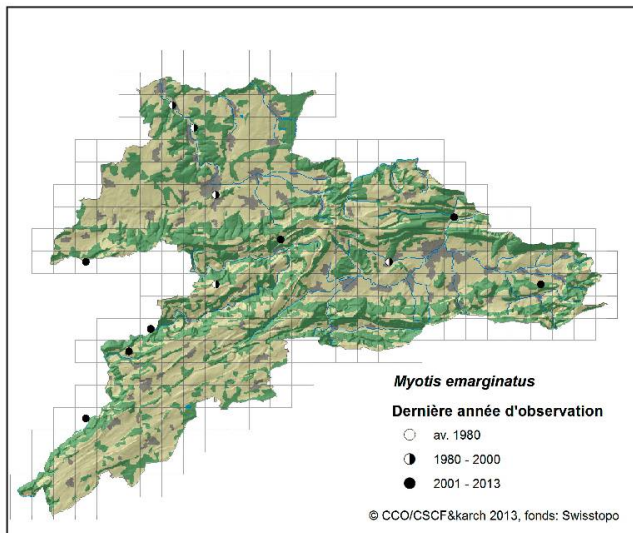 Myotis emarginatus
Dernière année d'observation
av. 1980
1980 - 2000
2001 - 2013
© CCO/CSCF&karch 2013, fonds: Swisstopo